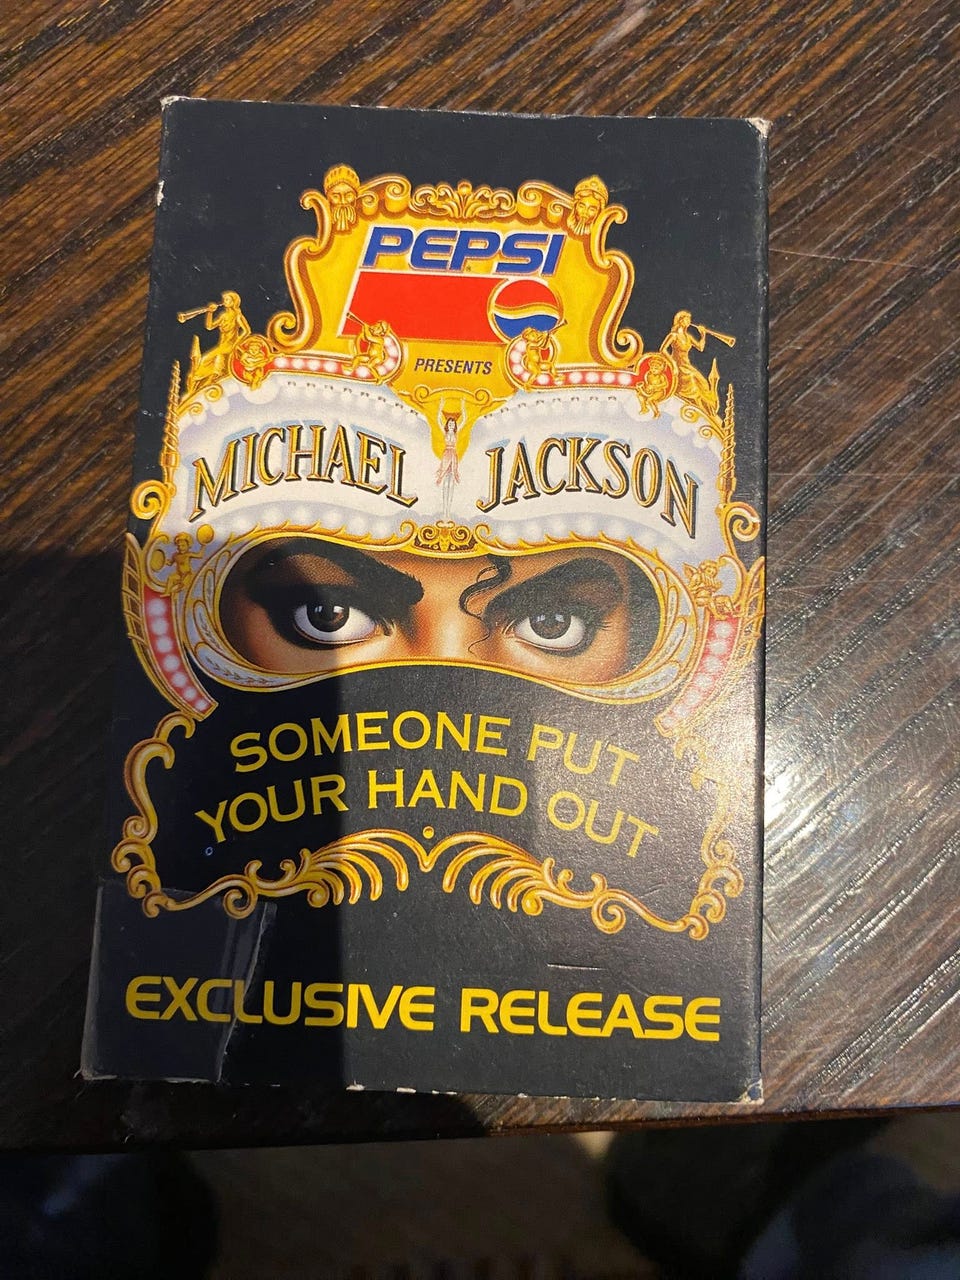 PEPSI
PRESENTS
MICHAEL JACKSON
SOMEONE PUT
YOUR HAND OUT
EXCLUSIVE RELEASE